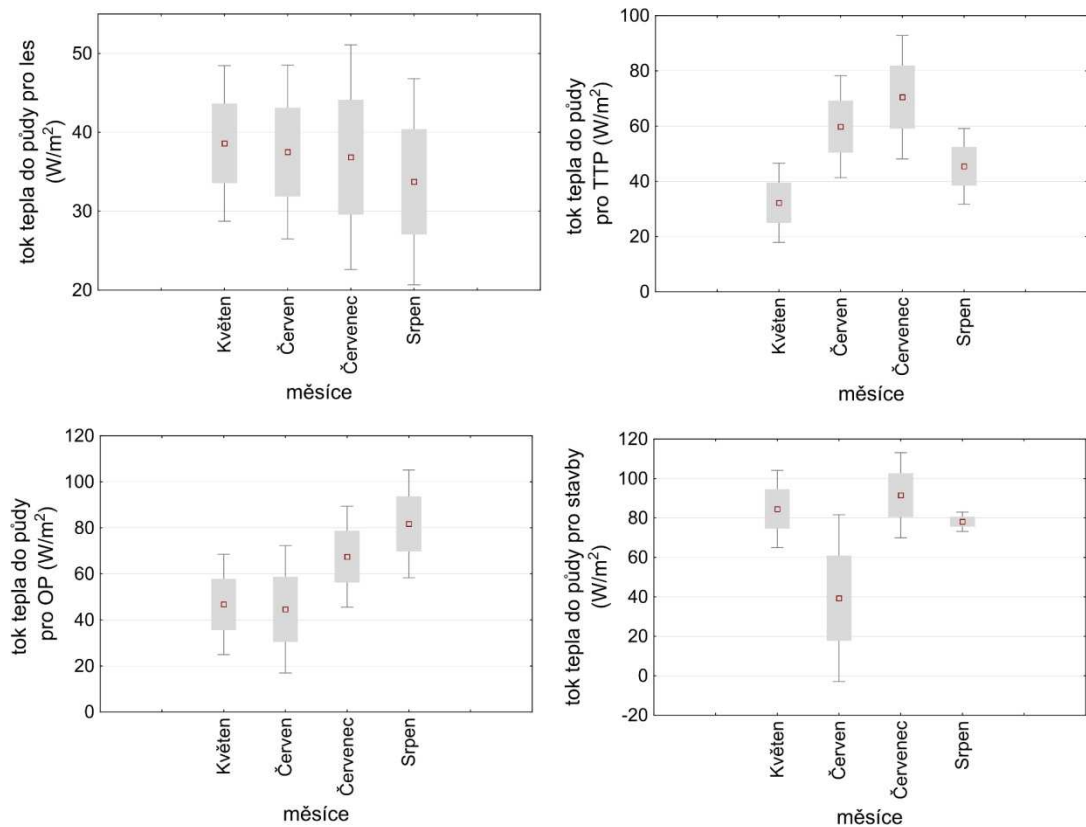 tok tepla do půdy pro les
(W/m²)
50
40
30
20
Květen
Červen
Červenec
Srpen
měsíce
tok tepla do půdy
pro TTP (W/m²)
100
80
60
40
20
0
Květen
Červen
Červenec
Srpen
měsíce
tok tepla do půdy
pro OP (W/m²)
120
100
80
60
40
20
0
Květen
Červen
Červenec
Srpen
měsíce
tok tepla do půdy pro stavby
(W/m²)
120
100
80
60
40
20
0
-20
Květen
Červen
Červenec
Srpen
měsíce